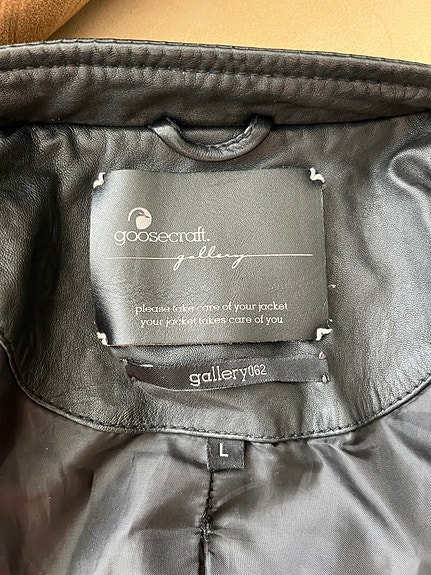 goosecraft.
gallery
please take care of your jacket
your jacket takes care of you
gallery062
L